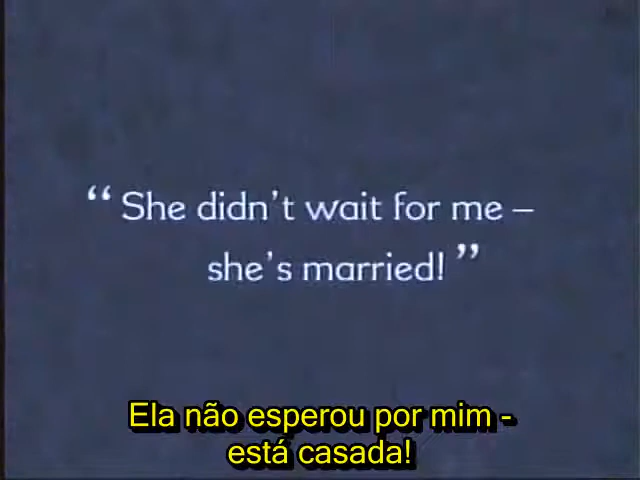 “She didn’t wait for me –
she’s married!”
Ela não esperou por mim -
está casada!